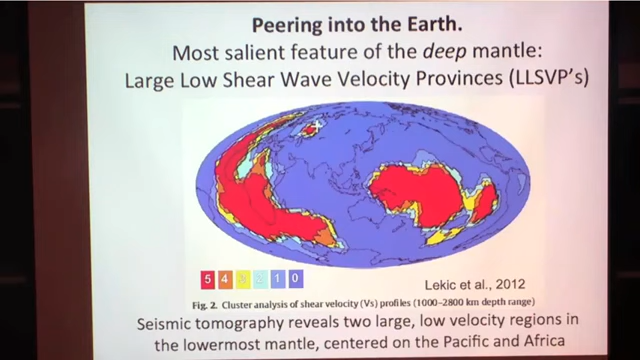 Peering into the Earth.
Most salient feature of the deep mantle:
Large Low Shear Wave Velocity Provinces (LLSVP's)
5 4 3 2 1 0
Lekic et al., 2012
Fig. 2. Cluster analysis of shear velocity (Vs) profiles (1000–2800 km depth range)
Seismic tomography reveals two large, low velocity regions in
the lowermost mantle, centered on the Pacific and Africa